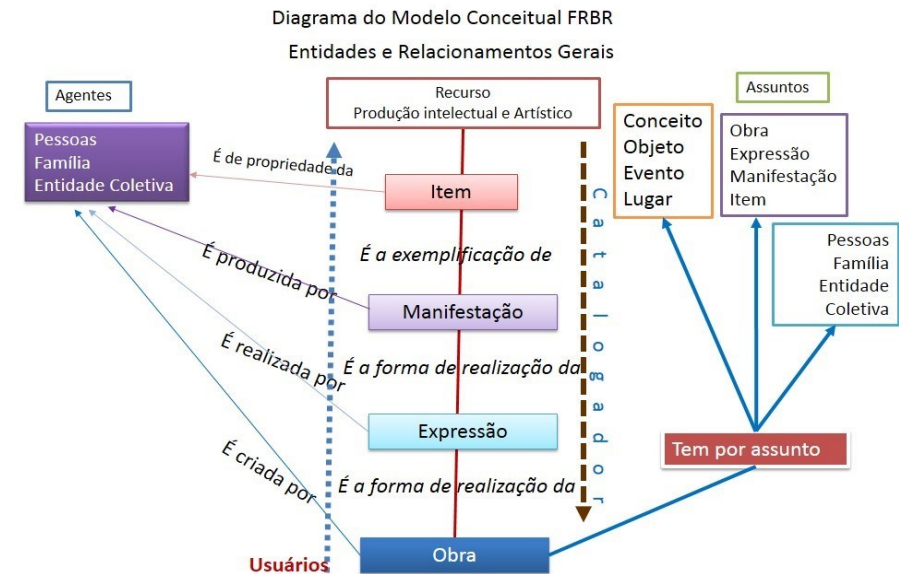 Diagrama do Modelo Conceitual FRBR
Entidades e Relacionamentos Gerais
Agentes
Pessoas
Família
Entidade Coletiva
Recurso
Produção intelectual e Artístico
Assuntos
Conceito
Objeto
Evento
Lugar
Obra
Expressão
Manifestação
Item
Pessoas
Família
Entidade
Coletiva
É de propriedade da
Item
É a exemplificação de
É produzida por
Manifestação
É a forma de realização da
É realizada por
Expressão
É a forma de realização da
É criada por
Obra
Usuários
Catalogador
Tem por assunto